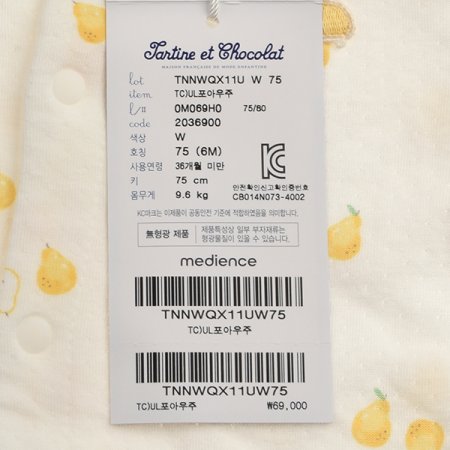 Tartine et Chocolat
MAISON FRANÇAISE DE MODE ENFANTINE
lot TNNWQX11U W 75
item TC)UL포아우주
l/# 0M069H0 75/80
code 2036900
색상 W
호칭 75 (6M)
사용연령 36개월 미만
키 75 cm
몸무게 9.6 kg
안전확인신고확인증번호
CB014N073-4002
KC마크는 이제품이 공동안전 기준에 적합하였음을 의미합니다.
無형광 제품
제품특성상 일부 부자재류는
형광물질이 있을 수 있습니다.
medience
TNNWQX11UW75
TC)UL포아우주
TNNWQX11UW75
TC)UL포아우주 ₩69,000